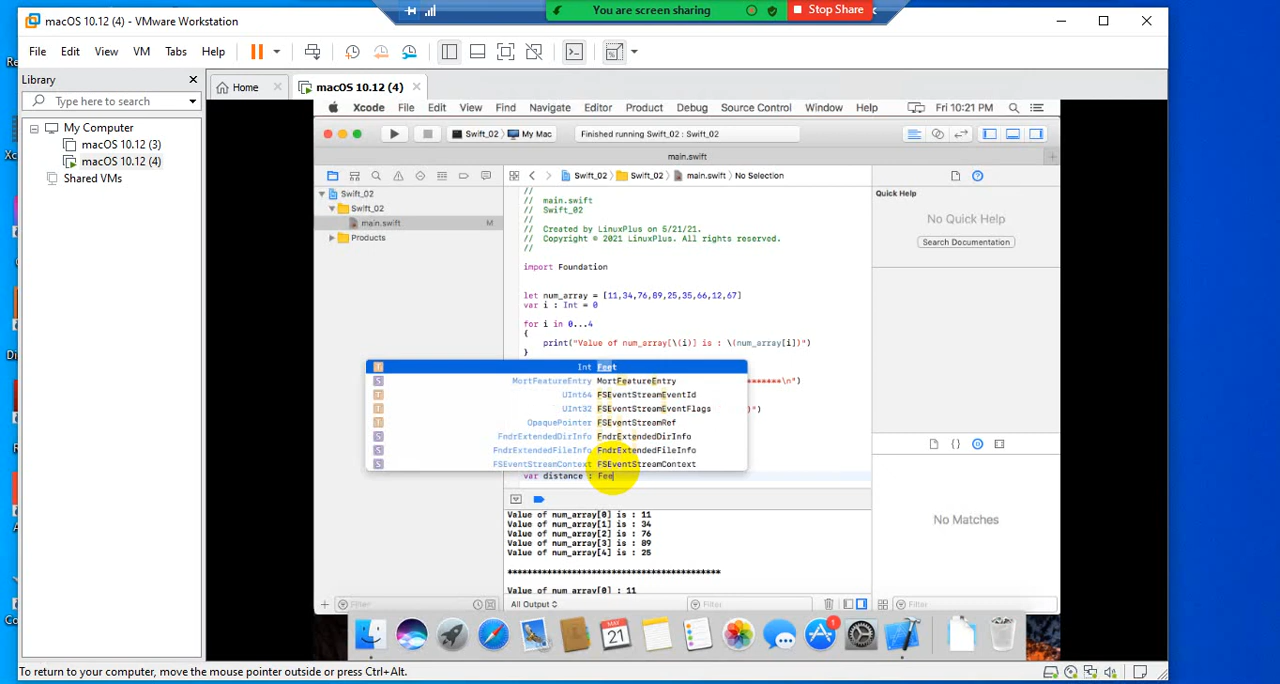 You are screen sharing
Stop Share
macOS 10.12 (4) - VMware Workstation
File Edit View VM Tabs Help
Library
Type here to search
Home
macOS 10.12 (4)
My Computer
macOS 10.12 (3)
macOS 10.12 (4)
Shared VMs
Xcode File Edit View Find Navigate Editor Product Debug Source Control Window Help Fri 10:21 PM
Swift_02 My Mac
Finished running Swift_02 : Swift_02
main.swift
Swift_02 Swift_02 main.swift No Selection
Swift_02
Swift_02
main.swift M
Products
//
// main.swift
// Swift_02
//
// Created by LinuxPlus on 5/21/21.
// Copyright © 2021 LinuxPlus. All rights reserved.
//
import Foundation
let num_array = [11,34,76,89,25,35,66,12,67]
var i : Int = 0
for i in 0...4
{
print("Value of num_array[\(i)] is : \(num_array[i])")
}
*******\n")
)")
Int Feet
MortFeatureEntry MortFeatureEntry
UInt64 FSEventStreamEventId
UInt32 FSEventStreamEventFlags
OpaquePointer FSEventStreamRef
FndrExtendedDirInfo FndrExtendedDirInfo
FndrExtendedFileInfo FndrExtendedFileInfo
FSEventStreamContext FSEventStreamContext
var distance : Fee
Value of num_array[0] is : 11
Value of num_array[1] is : 34
Value of num_array[2] is : 76
Value of num_array[3] is : 89
Value of num_array[4] is : 25
******************************************
Value of num_array[0] : 11
All Output
Filter
Filter
Filter
Quick Help
No Quick Help
Search Documentation
No Matches
MAY
21
1
To return to your computer, move the mouse pointer outside or press Ctrl+Alt.